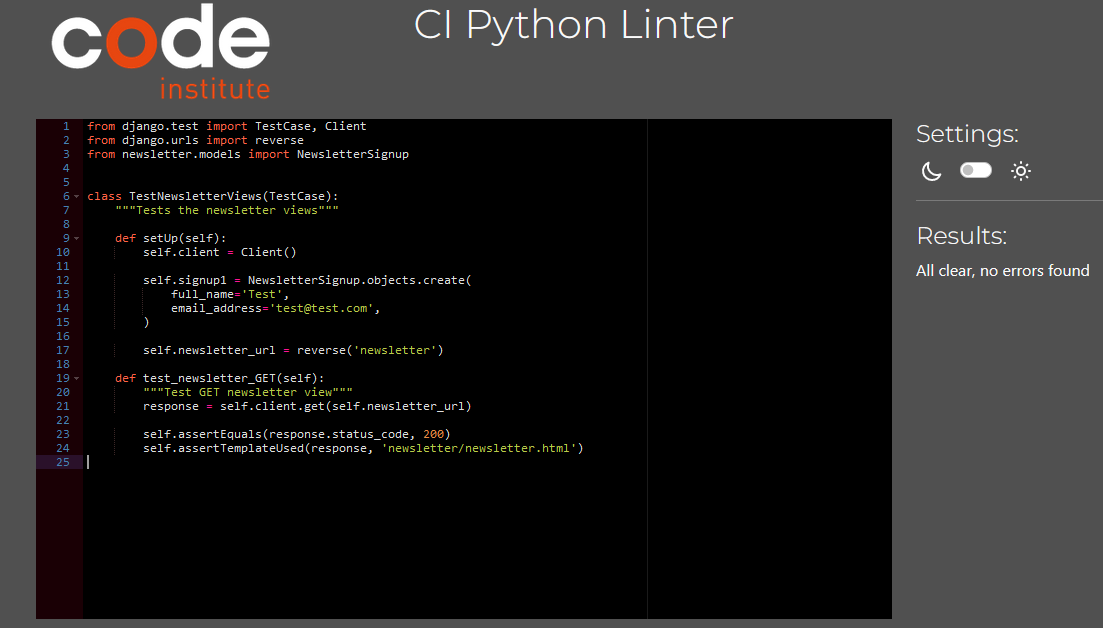 code
institute
CI Python Linter
1 from django.test import TestCase, Client
2 from django.urls import reverse
3 from newsletter.models import NewsletterSignup
4
5
6 class TestNewsletterViews(TestCase):
7     """Tests the newsletter views"""
8
9     def setUp(self):
10         self.client = Client()
11
12         self.signup1 = NewsletterSignup.objects.create(
13             full_name='Test',
14             email_address='test@test.com',
15         )
16
17         self.newsletter_url = reverse('newsletter')
18
19     def test_newsletter_GET(self):
20         """Test GET newsletter view"""
21         response = self.client.get(self.newsletter_url)
22
23         self.assertEquals(response.status_code, 200)
24         self.assertTemplateUsed(response, 'newsletter/newsletter.html')
25
Settings:
Results:
All clear, no errors found